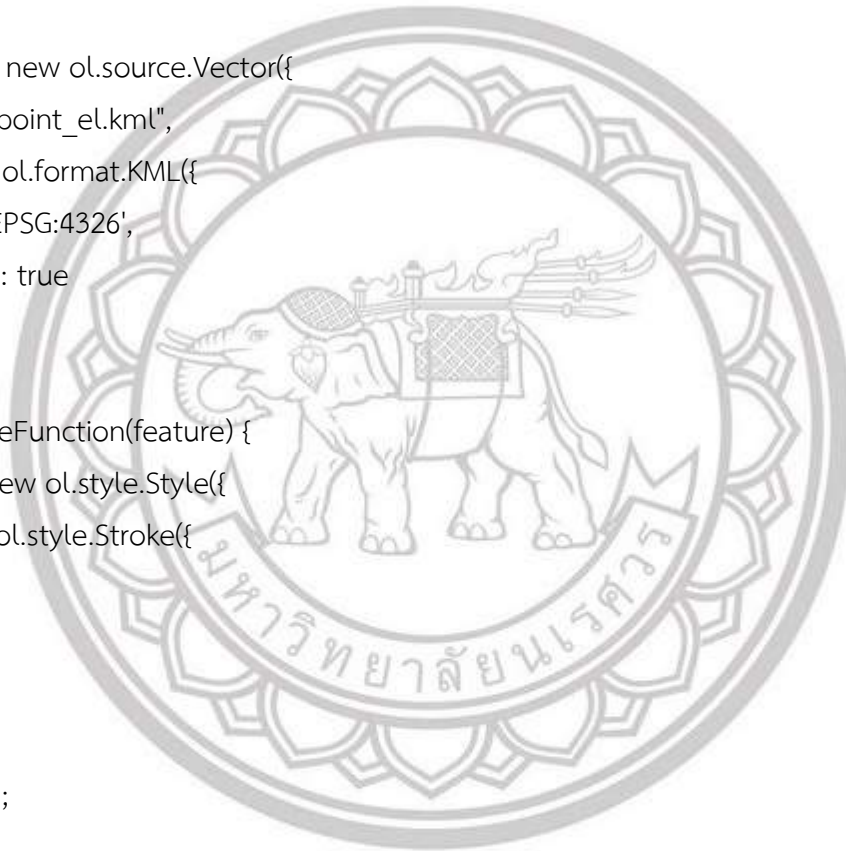 new ol.source.Vector({
point_el.kml",
ol.format.KML({
EPSG:4326',
: true
eFunction(feature) {
ew ol.style.Style({
ol.style.Stroke({
มหาวิทยาลัยนเรศวร
;